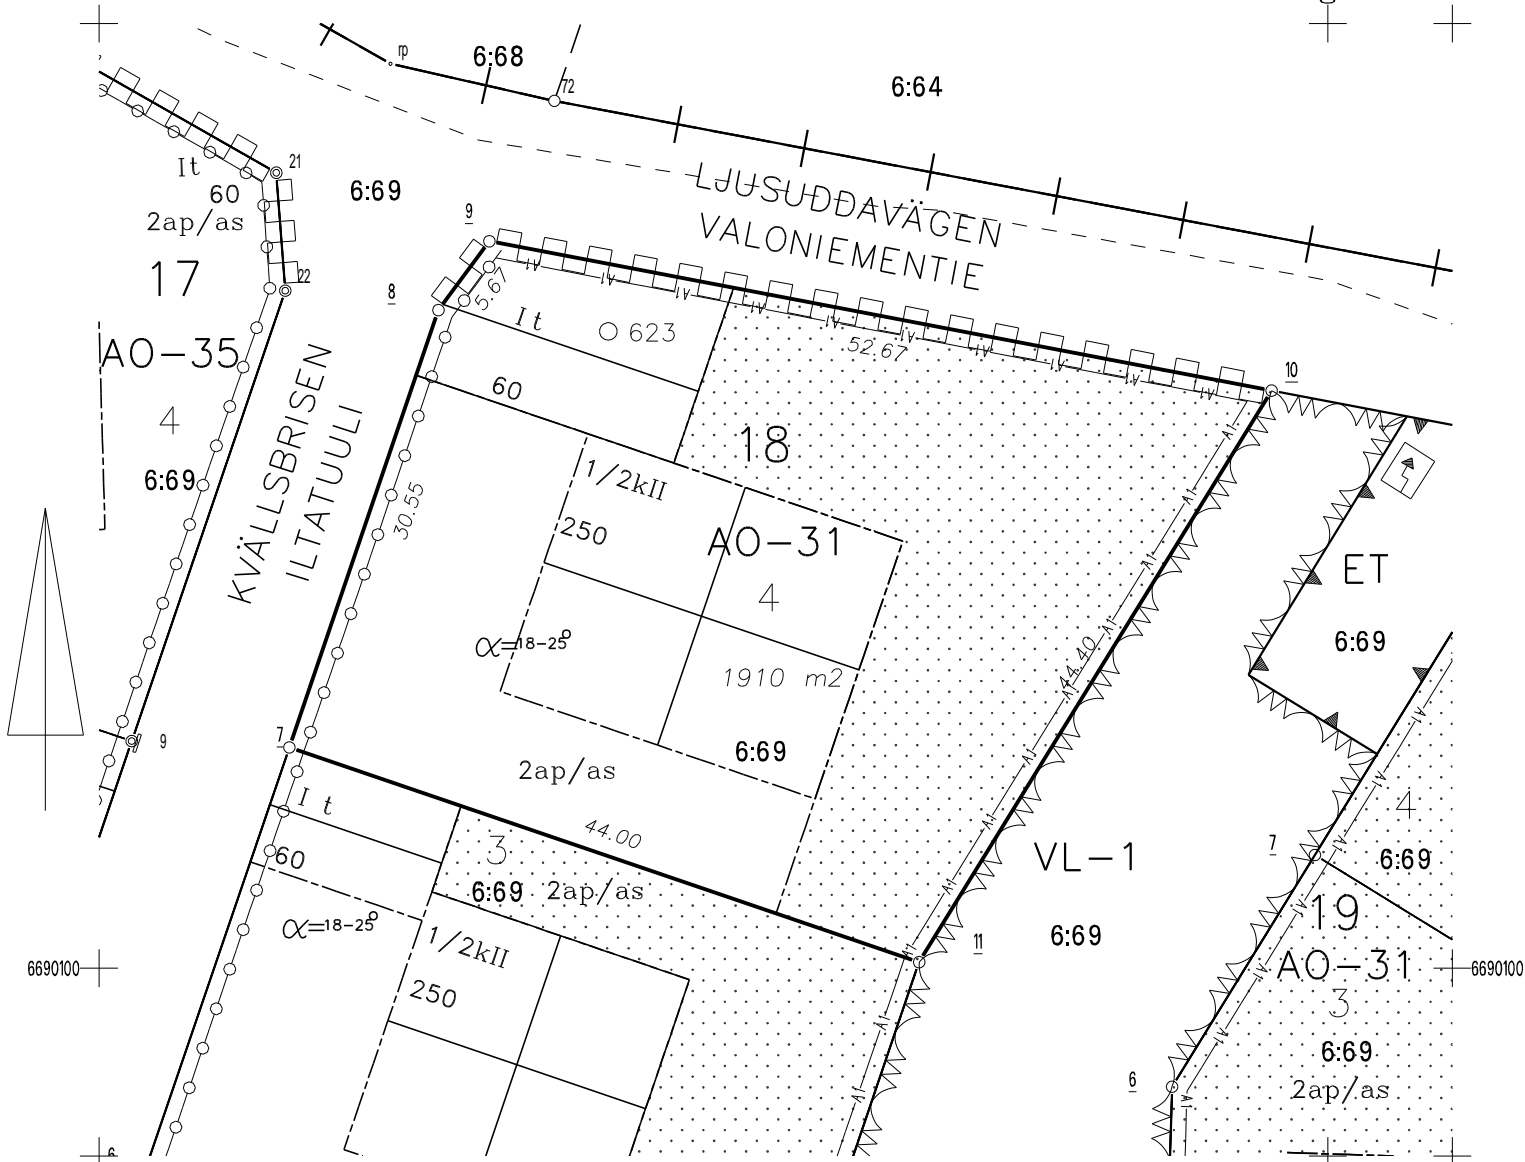 rp
6:68
72
6:64
21
It
60
6:69
2ap/as
17
22
9
LJUSUDDAVÄGEN
VALONIEMENTIE
8
5.67
It
623
52.67
10
AO-35
4
6:69
60
KVÄLLSBRISEN
ILTATUULI
30.55
18
1/2kII
250
AO-31
4
ET
6:69
α=18-25°
1910 m2
44.40
6:69
7
9
2ap/as
I t
44.00
3
6:69 2ap/as
60
VL-1
7
4
6:69
α=18-25°
1/2kII
250
11
6:69
19
AO-31
6690100
6690100
3
6:69
6
2ap/as
6